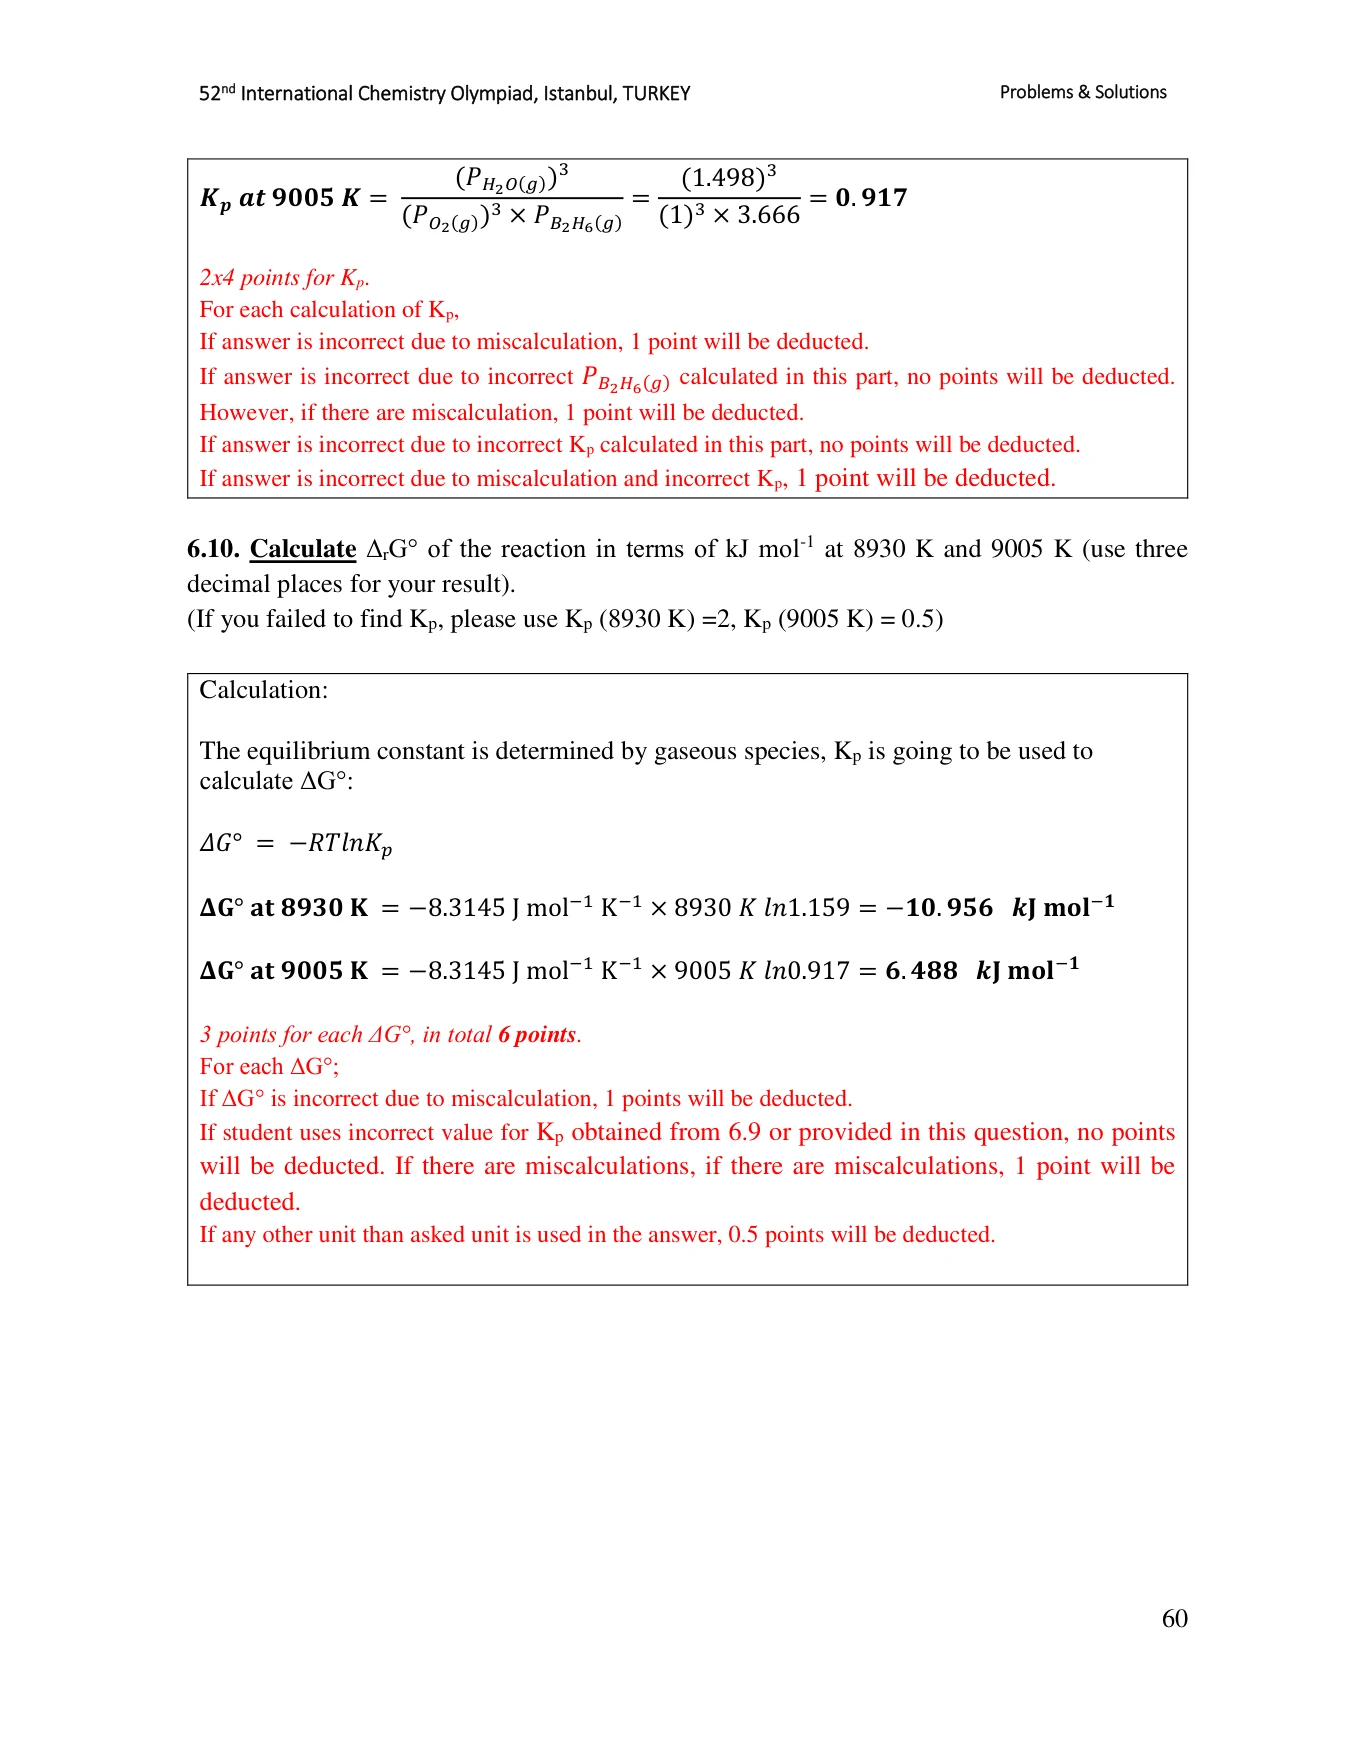 52nd International Chemistry Olympiad, Istanbul, TURKEY Problems & Solutions
𝑲𝒑 𝒂𝒕 𝟗𝟎𝟎𝟓 𝑲 = (P_{H₂O(g)})³ / ((P_{O₂(g)})³ × P_{B₂H₆(g)}) = (1.498)³ / ((1)³ × 3.666) = 0.917
2x4 points for Kp.
For each calculation of Kp,
If answer is incorrect due to miscalculation, 1 point will be deducted.
If answer is incorrect due to incorrect P_{B₂H₆(g)} calculated in this part, no points will be deducted.
However, if there are miscalculation, 1 point will be deducted.
If answer is incorrect due to incorrect Kp calculated in this part, no points will be deducted.
If answer is incorrect due to miscalculation and incorrect Kp, 1 point will be deducted.
6.10. Calculate ΔrG° of the reaction in terms of kJ mol-1 at 8930 K and 9005 K (use three
decimal places for your result).
(If you failed to find Kp, please use Kp (8930 K) =2, Kp (9005 K) = 0.5)
Calculation:
The equilibrium constant is determined by gaseous species, Kp is going to be used to
calculate ΔG°:
ΔG° = −RTlnKp
ΔG° at 8930 K = −8.3145 J mol⁻¹ K⁻¹ × 8930 K ln1.159 = −10.956 kJ mol⁻¹
ΔG° at 9005 K = −8.3145 J mol⁻¹ K⁻¹ × 9005 K ln0.917 = 6.488 kJ mol⁻¹
3 points for each ΔG°, in total 6 points.
For each ΔG°;
If ΔG° is incorrect due to miscalculation, 1 points will be deducted.
If student uses incorrect value for Kp obtained from 6.9 or provided in this question, no points
will be deducted. If there are miscalculations, if there are miscalculations, 1 point will be
deducted.
If any other unit than asked unit is used in the answer, 0.5 points will be deducted.
60